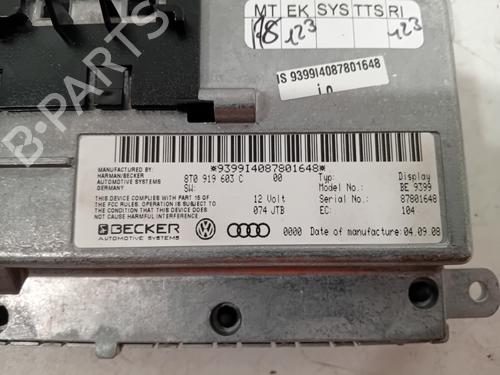 MT EK SYS TTS RI
78 123 123
IS 9399I4087801648
i.o
B-PARTS
*9399I4087801648*
MANUFACTURED BY
HARMAN/BECKER
AUTOMOTIVE SYSTEMS
GERMANY
8T0 919 603 C 00 Typ: Display
SW: Model No.: BE 9399
THIS DEVICE COMPLIES WITH PART 15 OF
THE FCC RULES. OPERATION IS SUBJECT
TO THE CONDITION THAT THIS DEVICE DOES
NOT CAUSE HARMFUL INTERFERENCE.
12 Volt Serial No.: 87801648
074 JTB EC: 104
BECKER
AUTOMOTIVE SYSTEMS
0000 Date of manufacture: 04.09.08